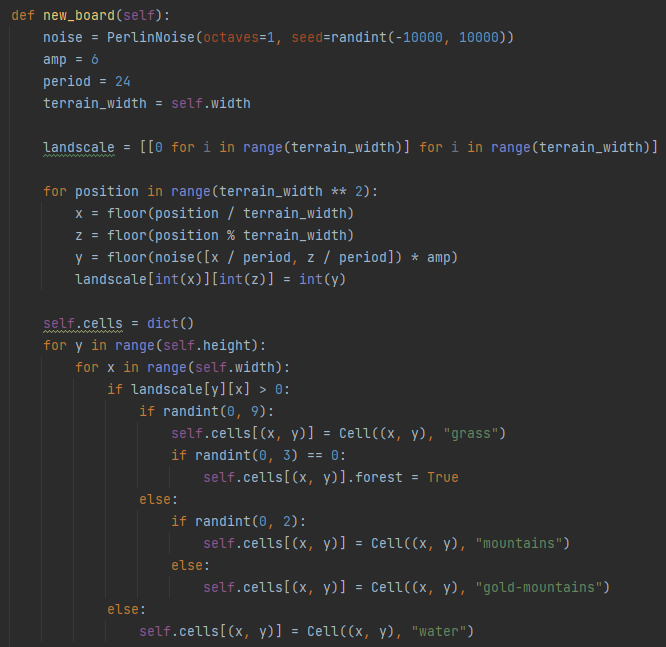 def new_board(self):
    noise = PerlinNoise(octaves=1, seed=randint(-10000, 10000))
    amp = 6
    period = 24
    terrain_width = self.width

    landscale = [[0 for i in range(terrain_width)] for i in range(terrain_width)]

    for position in range(terrain_width ** 2):
        x = floor(position / terrain_width)
        z = floor(position % terrain_width)
        y = floor(noise([x / period, z / period]) * amp)
        landscale[int(x)][int(z)] = int(y)

    self.cells = dict()
    for y in range(self.height):
        for x in range(self.width):
            if landscale[y][x] > 0:
                if randint(0, 9):
                    self.cells[(x, y)] = Cell((x, y), "grass")
                    if randint(0, 3) == 0:
                        self.cells[(x, y)].forest = True
                else:
                    if randint(0, 2):
                        self.cells[(x, y)] = Cell((x, y), "mountains")
                    else:
                        self.cells[(x, y)] = Cell((x, y), "gold-mountains")
            else:
                self.cells[(x, y)] = Cell((x, y), "water")